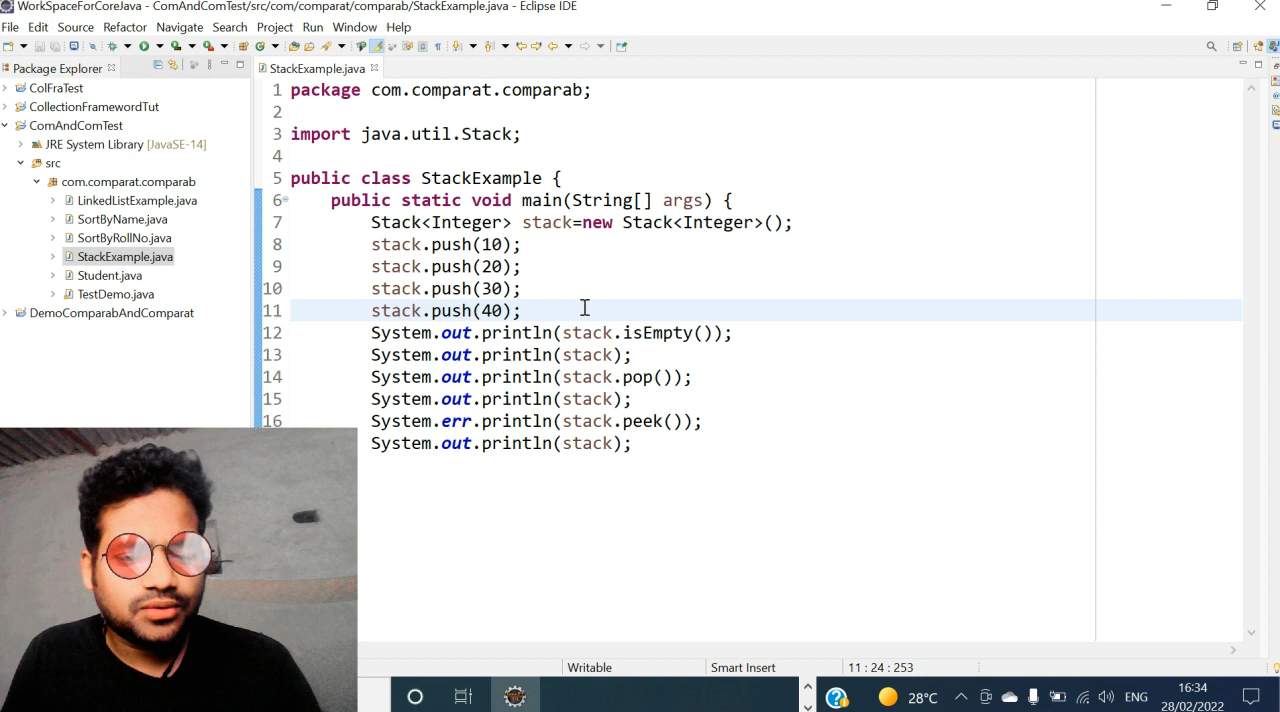 WorkSpaceForCoreJava - ComAndComTest/src/com/comparat/comparab/StackExample.java - Eclipse IDE
File Edit Source Refactor Navigate Search Project Run Window Help
Package Explorer
ColFraTest
CollectionFramewordTut
ComAndComTest
JRE System Library [JavaSE-14]
src
com.comparat.comparab
LinkedListExample.java
SortByName.java
SortByRollNo.java
StackExample.java
Student.java
TestDemo.java
DemoComparabAndComparat
StackExample.java
1 package com.comparat.comparab;
2
3 import java.util.Stack;
4
5 public class StackExample {
6 public static void main(String[] args) {
7 Stack<Integer> stack=new Stack<Integer>();
8 stack.push(10);
9 stack.push(20);
10 stack.push(30);
11 stack.push(40);
12 System.out.println(stack.isEmpty());
13 System.out.println(stack);
14 System.out.println(stack.pop());
15 System.out.println(stack);
16 System.err.println(stack.peek());
System.out.println(stack);
Writable Smart Insert 11 : 24 : 253
28°C ENG 16:34
28/02/2022